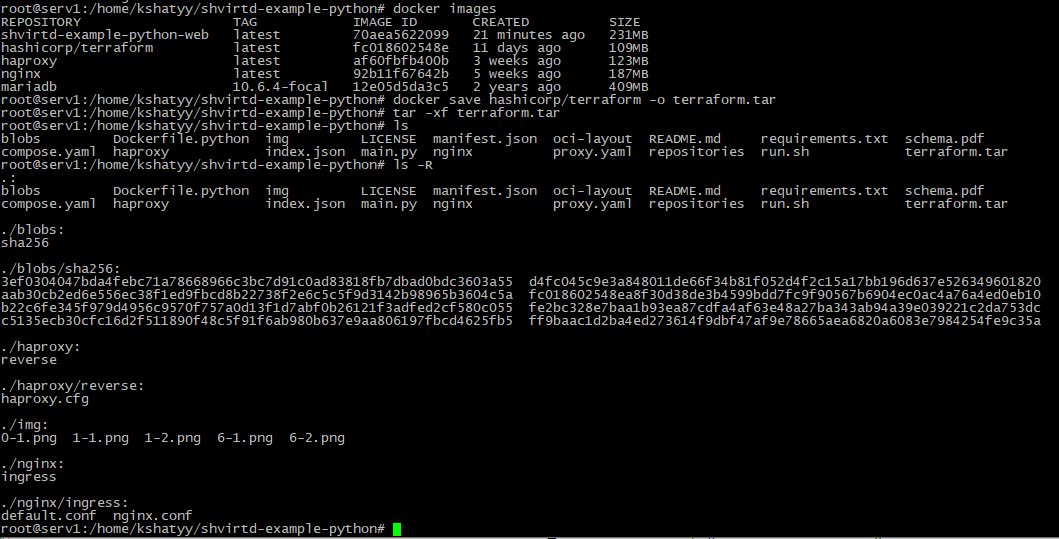 root@serv1:/home/kshatyy/shvirtd-example-python# docker images
REPOSITORY                   TAG            IMAGE ID       CREATED          SIZE
shvirtd-example-python-web   latest         70aea5622099   21 minutes ago   231MB
hashicorp/terraform          latest         fc018602548e   11 days ago      109MB
haproxy                      latest         af60fbfb400b   3 weeks ago      123MB
nginx                        latest         92b11f67642b   5 weeks ago      187MB
mariadb                      10.6.4-focal   12e05d5da3c5   2 years ago      409MB
root@serv1:/home/kshatyy/shvirtd-example-python# docker save hashicorp/terraform -o terraform.tar
root@serv1:/home/kshatyy/shvirtd-example-python# tar -xf terraform.tar
root@serv1:/home/kshatyy/shvirtd-example-python# ls
blobs         Dockerfile.python  img         LICENSE  manifest.json  oci-layout  README.md     requirements.txt  schema.pdf
compose.yaml  haproxy            index.json  main.py  nginx          proxy.yaml  repositories  run.sh            terraform.tar
root@serv1:/home/kshatyy/shvirtd-example-python# ls -R
.:
blobs         Dockerfile.python  img         LICENSE  manifest.json  oci-layout  README.md     requirements.txt  schema.pdf
compose.yaml  haproxy            index.json  main.py  nginx          proxy.yaml  repositories  run.sh            terraform.tar
./blobs:
sha256
./blobs/sha256:
3ef0304047bda4febc71a78668966c3bc7d91c0ad83818fb7dbad0bdc3603a55  d4fc045c9e3a848011de66f34b81f052d4f2c15a17bb196d637e526349601820
aab30cb2ed6e556ec38f1ed9fbcd8b22738f2e6c5c5f9d3142b98965b3604c5a  fc018602548ea8f30d38de3b4599bdd7fc9f90567b6904ec0ac4a76a4ed0eb10
b22c6fe345f979d4956c9570f757a0d13f1d7abf0b26121f3adfed2cf580c055  fe2bc328e7baa1b93ea87cdfa4af63e48a27ba343ab94a39e039221c2da753dc
c5135ecb30cfc16d2f511890f48c5f91f6ab980b637e9aa806197fbcd4625fb5  ff9baac1d2ba4ed273614f9dbf47af9e78665aea6820a6083e7984254fe9c35a
./haproxy:
reverse
./haproxy/reverse:
haproxy.cfg
./img:
0-1.png  1-1.png  1-2.png  6-1.png  6-2.png
./nginx:
ingress
./nginx/ingress:
default.conf  nginx.conf
root@serv1:/home/kshatyy/shvirtd-example-python#